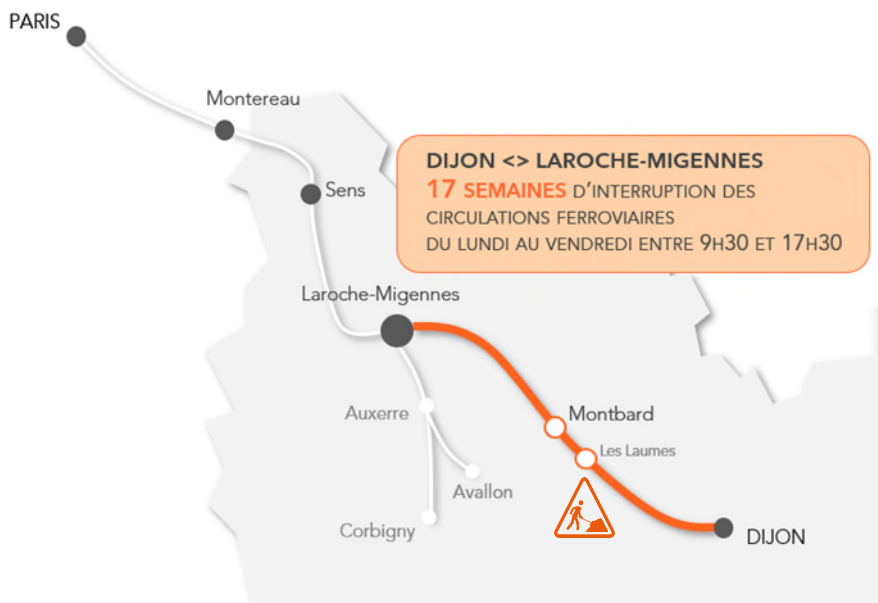 PARIS
Montereau
DIJON <> LAROCHE-MIGENNES
17 SEMAINES D'INTERRUPTION DES
CIRCULATIONS FERROVIAIRES
DU LUNDI AU VENDREDI ENTRE 9H30 ET 17H30
Sens
Laroche-Migennes
Auxerre
Montbard
Les Laumes
Avallon
Corbigny
DIJON